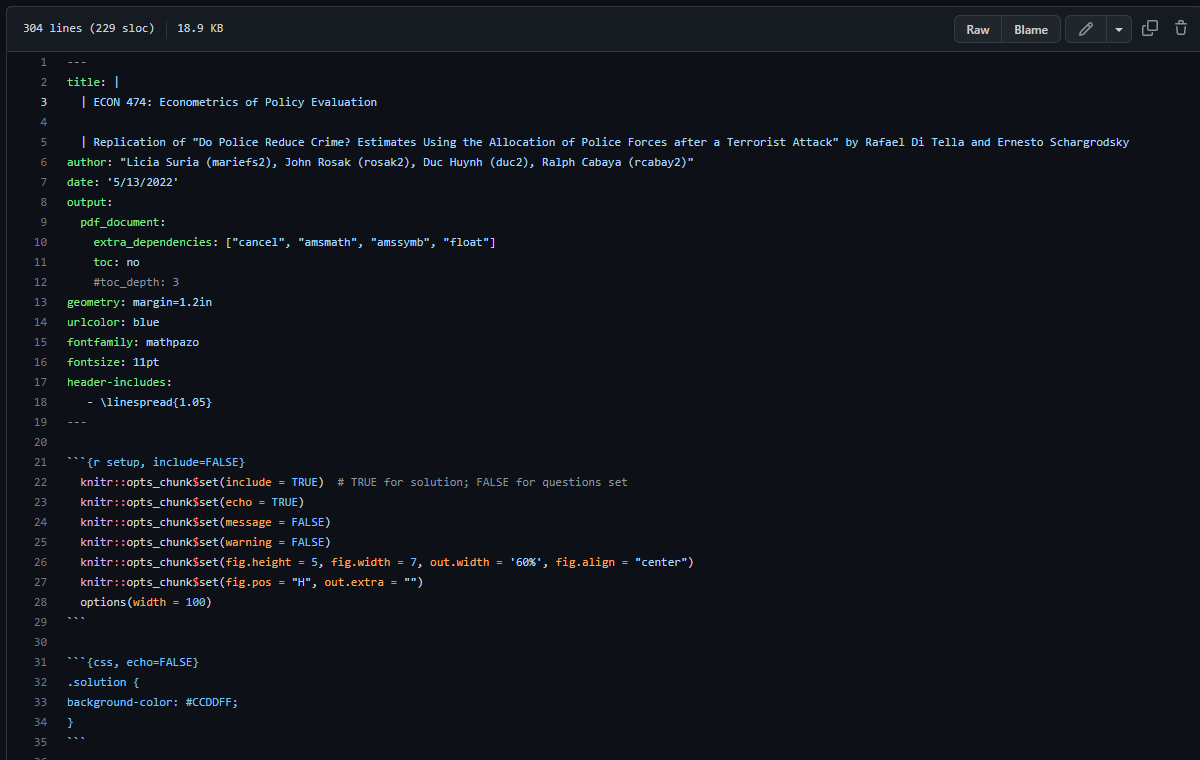 304 lines (229 sloc) 18.9 KB Raw Blame
1 ---
2 title: |
3 | ECON 474: Econometrics of Policy Evaluation
4
5 | Replication of "Do Police Reduce Crime? Estimates Using the Allocation of Police Forces after a Terrorist Attack" by Rafael Di Tella and Ernesto Schargrodsky
6 author: "Licia Suria (mariefs2), John Rosak (rosak2), Duc Huynh (duc2), Ralph Cabaya (rcabay2)"
7 date: '5/13/2022'
8 output:
9 pdf_document:
10 extra_dependencies: ["cancel", "amsmath", "amssymb", "float"]
11 toc: no
12 #toc_depth: 3
13 geometry: margin=1.2in
14 urlcolor: blue
15 fontfamily: mathpazo
16 fontsize: 11pt
17 header-includes:
18 - \linespread{1.05}
19 ---
20
21 ```{r setup, include=FALSE}
22 knitr::opts_chunk$set(include = TRUE) # TRUE for solution; FALSE for questions set
23 knitr::opts_chunk$set(echo = TRUE)
24 knitr::opts_chunk$set(message = FALSE)
25 knitr::opts_chunk$set(warning = FALSE)
26 knitr::opts_chunk$set(fig.height = 5, fig.width = 7, out.width = '60%', fig.align = "center")
27 knitr::opts_chunk$set(fig.pos = "H", out.extra = "")
28 options(width = 100)
29 ```
30
31 ```{css, echo=FALSE}
32 .solution {
33 background-color: #CCDDFF;
34 }
35 ```